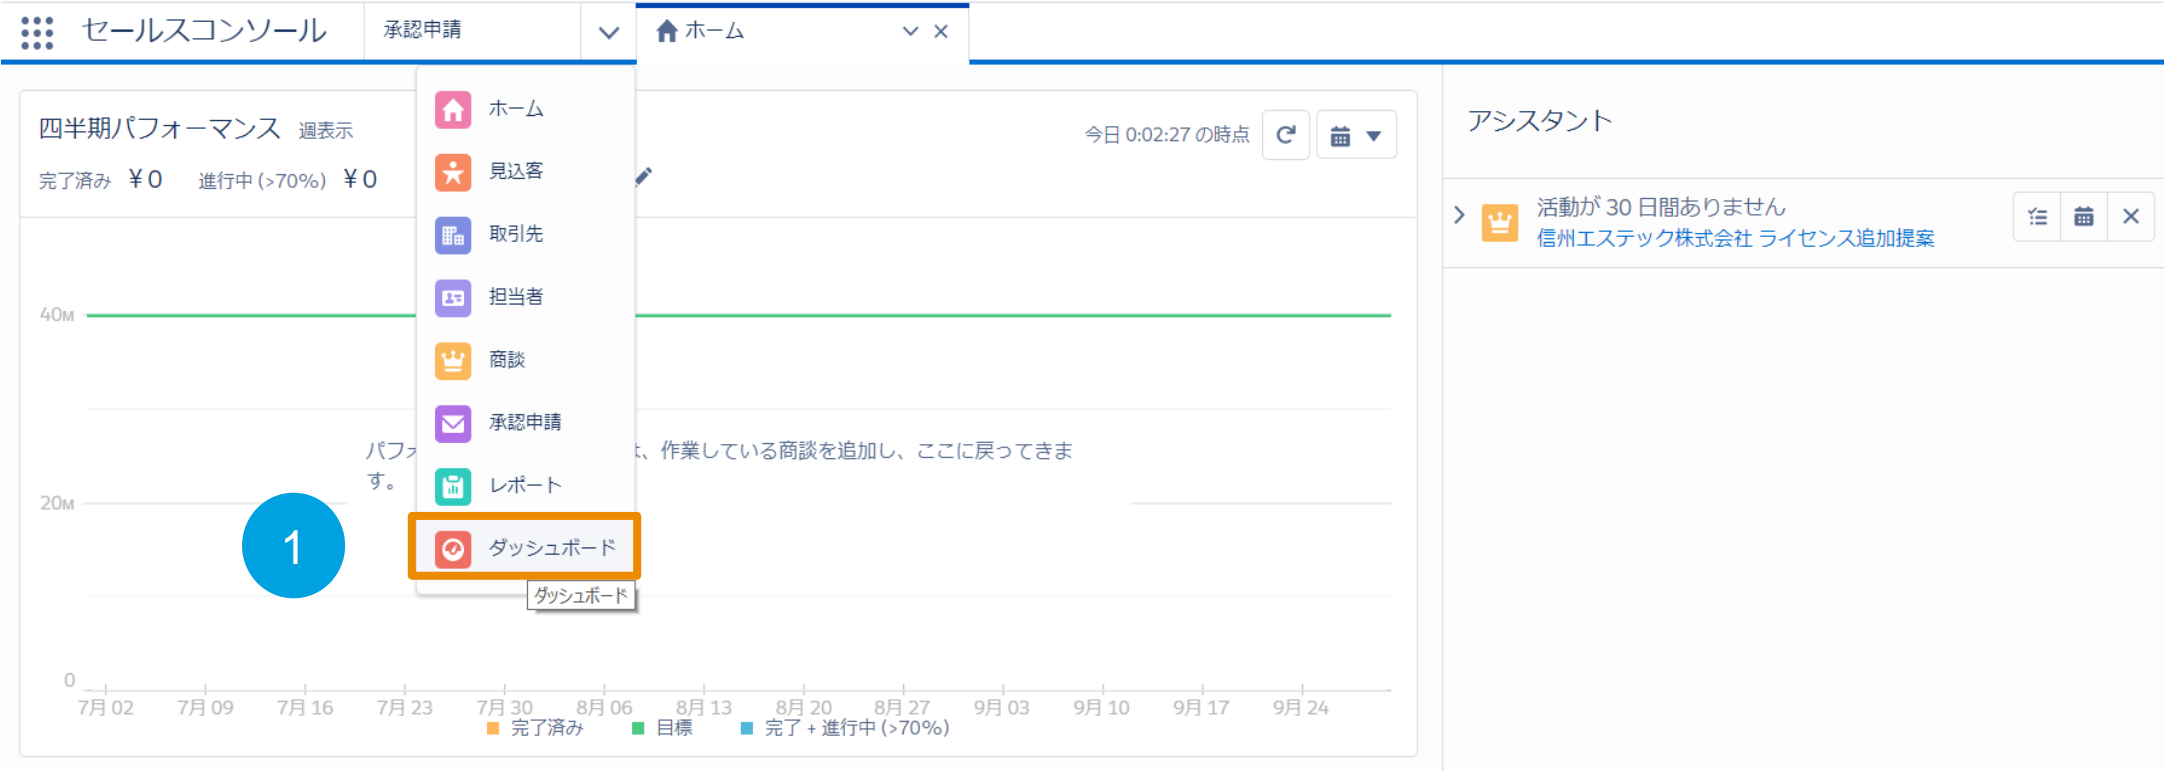 セールスコンソール
承認申請
ホーム
四半期パフォーマンス 週表示
完了済み ¥0 進行中 (>70%) ¥0
今日 0:02:27 の時点
ホーム
見込客
取引先
担当者
商談
承認申請
レポート
ダッシュボード
ダッシュボード
1
40M
20M
0
パフォ
、作業している商談を追加し、ここに戻ってきま
す。
7月 02 7月 09 7月 16 7月 23 7月 30 8月 06 8月 13 8月 20 8月 27 9月 03 9月 10 9月 17 9月 24
完了済み 目標 完了 + 進行中 (>70%)
アシスタント
活動が 30 日間ありません
信州エステック株式会社 ライセンス追加提案